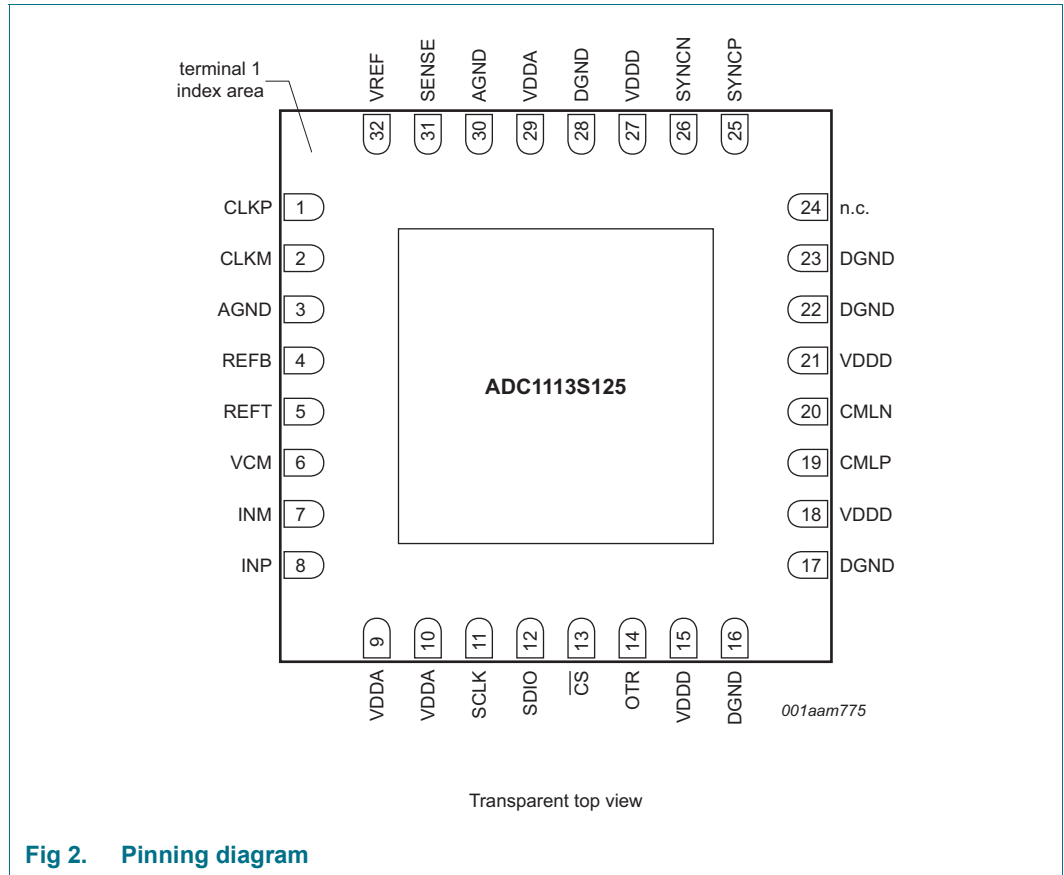 terminal 1
index area
VREF
SENSE
AGND
VDDA
DGND
VDDD
SYNCN
SYNCP
32
31
30
29
28
27
26
25
CLKP 1
CLKM 2
AGND 3
REFB 4
REFT 5
VCM 6
INM 7
INP 8
ADC1113S125
24 n.c.
23 DGND
22 DGND
21 VDDD
20 CMLN
19 CMLP
18 VDDD
17 DGND
9
10
11
12
13
14
15
16
VDDA
VDDA
SCLK
SDIO
C̅S̅
OTR
VDDD
DGND
001aam775
Transparent top view
Fig 2. Pinning diagram